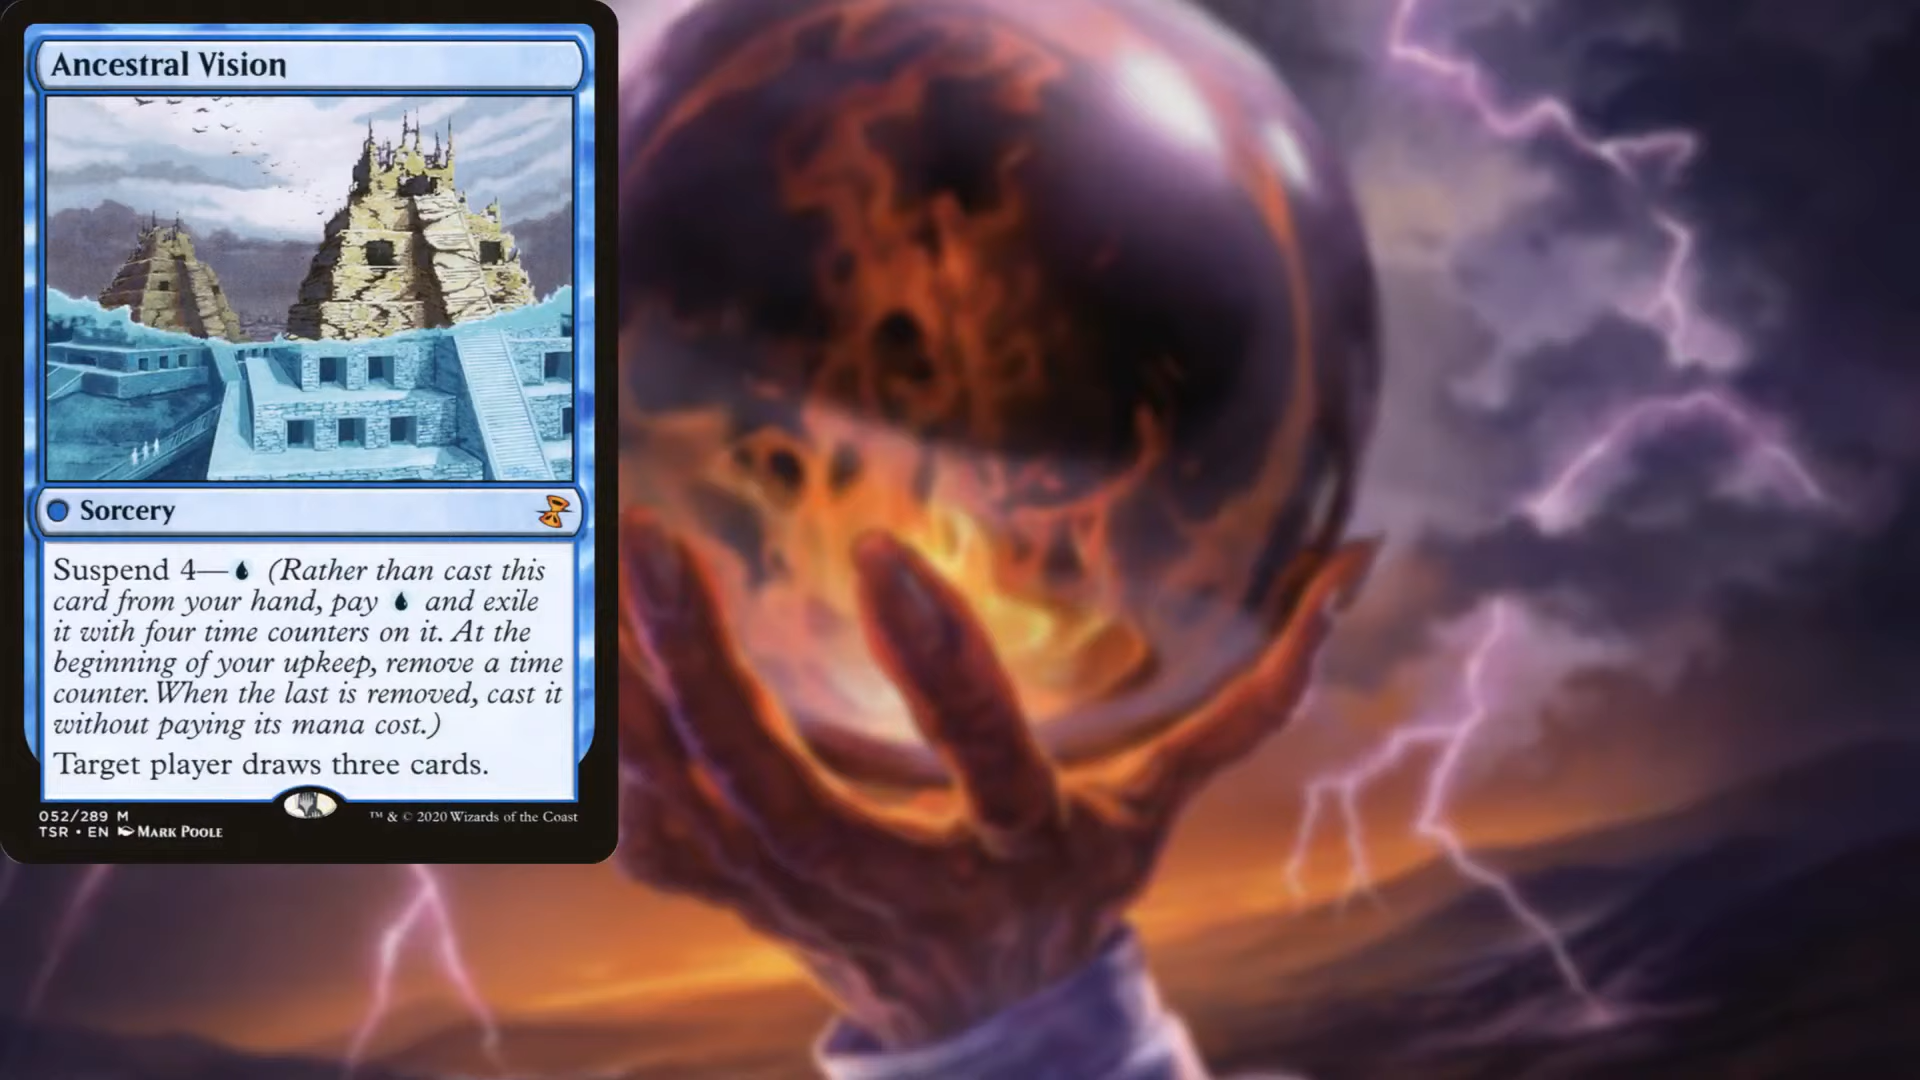 Ancestral Vision
Sorcery
Suspend 4— (Rather than cast this
card from your hand, pay and exile
it with four time counters on it. At the
beginning of your upkeep, remove a time
counter. When the last is removed, cast it
without paying its mana cost.)
Target player draws three cards.
052/289 M
TSR • EN Mark Poole
™ & © 2020 Wizards of the Coast